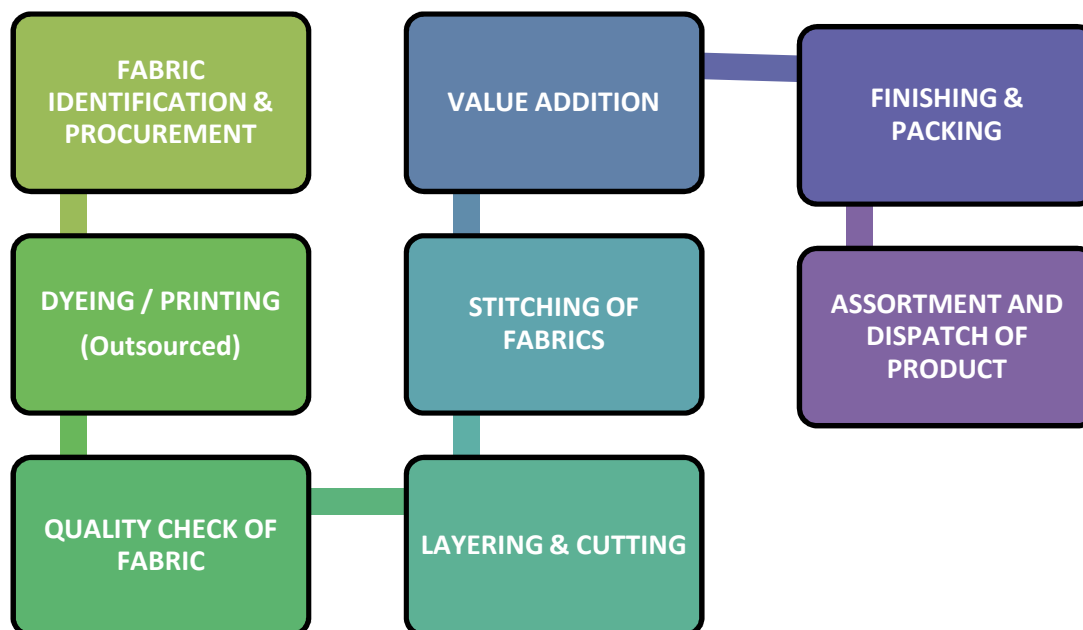 FABRIC
IDENTIFICATION &
PROCUREMENT
DYEING / PRINTING
(Outsourced)
QUALITY CHECK OF
FABRIC
LAYERING & CUTTING
STITCHING OF
FABRICS
VALUE ADDITION
FINISHING &
PACKING
ASSORTMENT AND
DISPATCH OF
PRODUCT